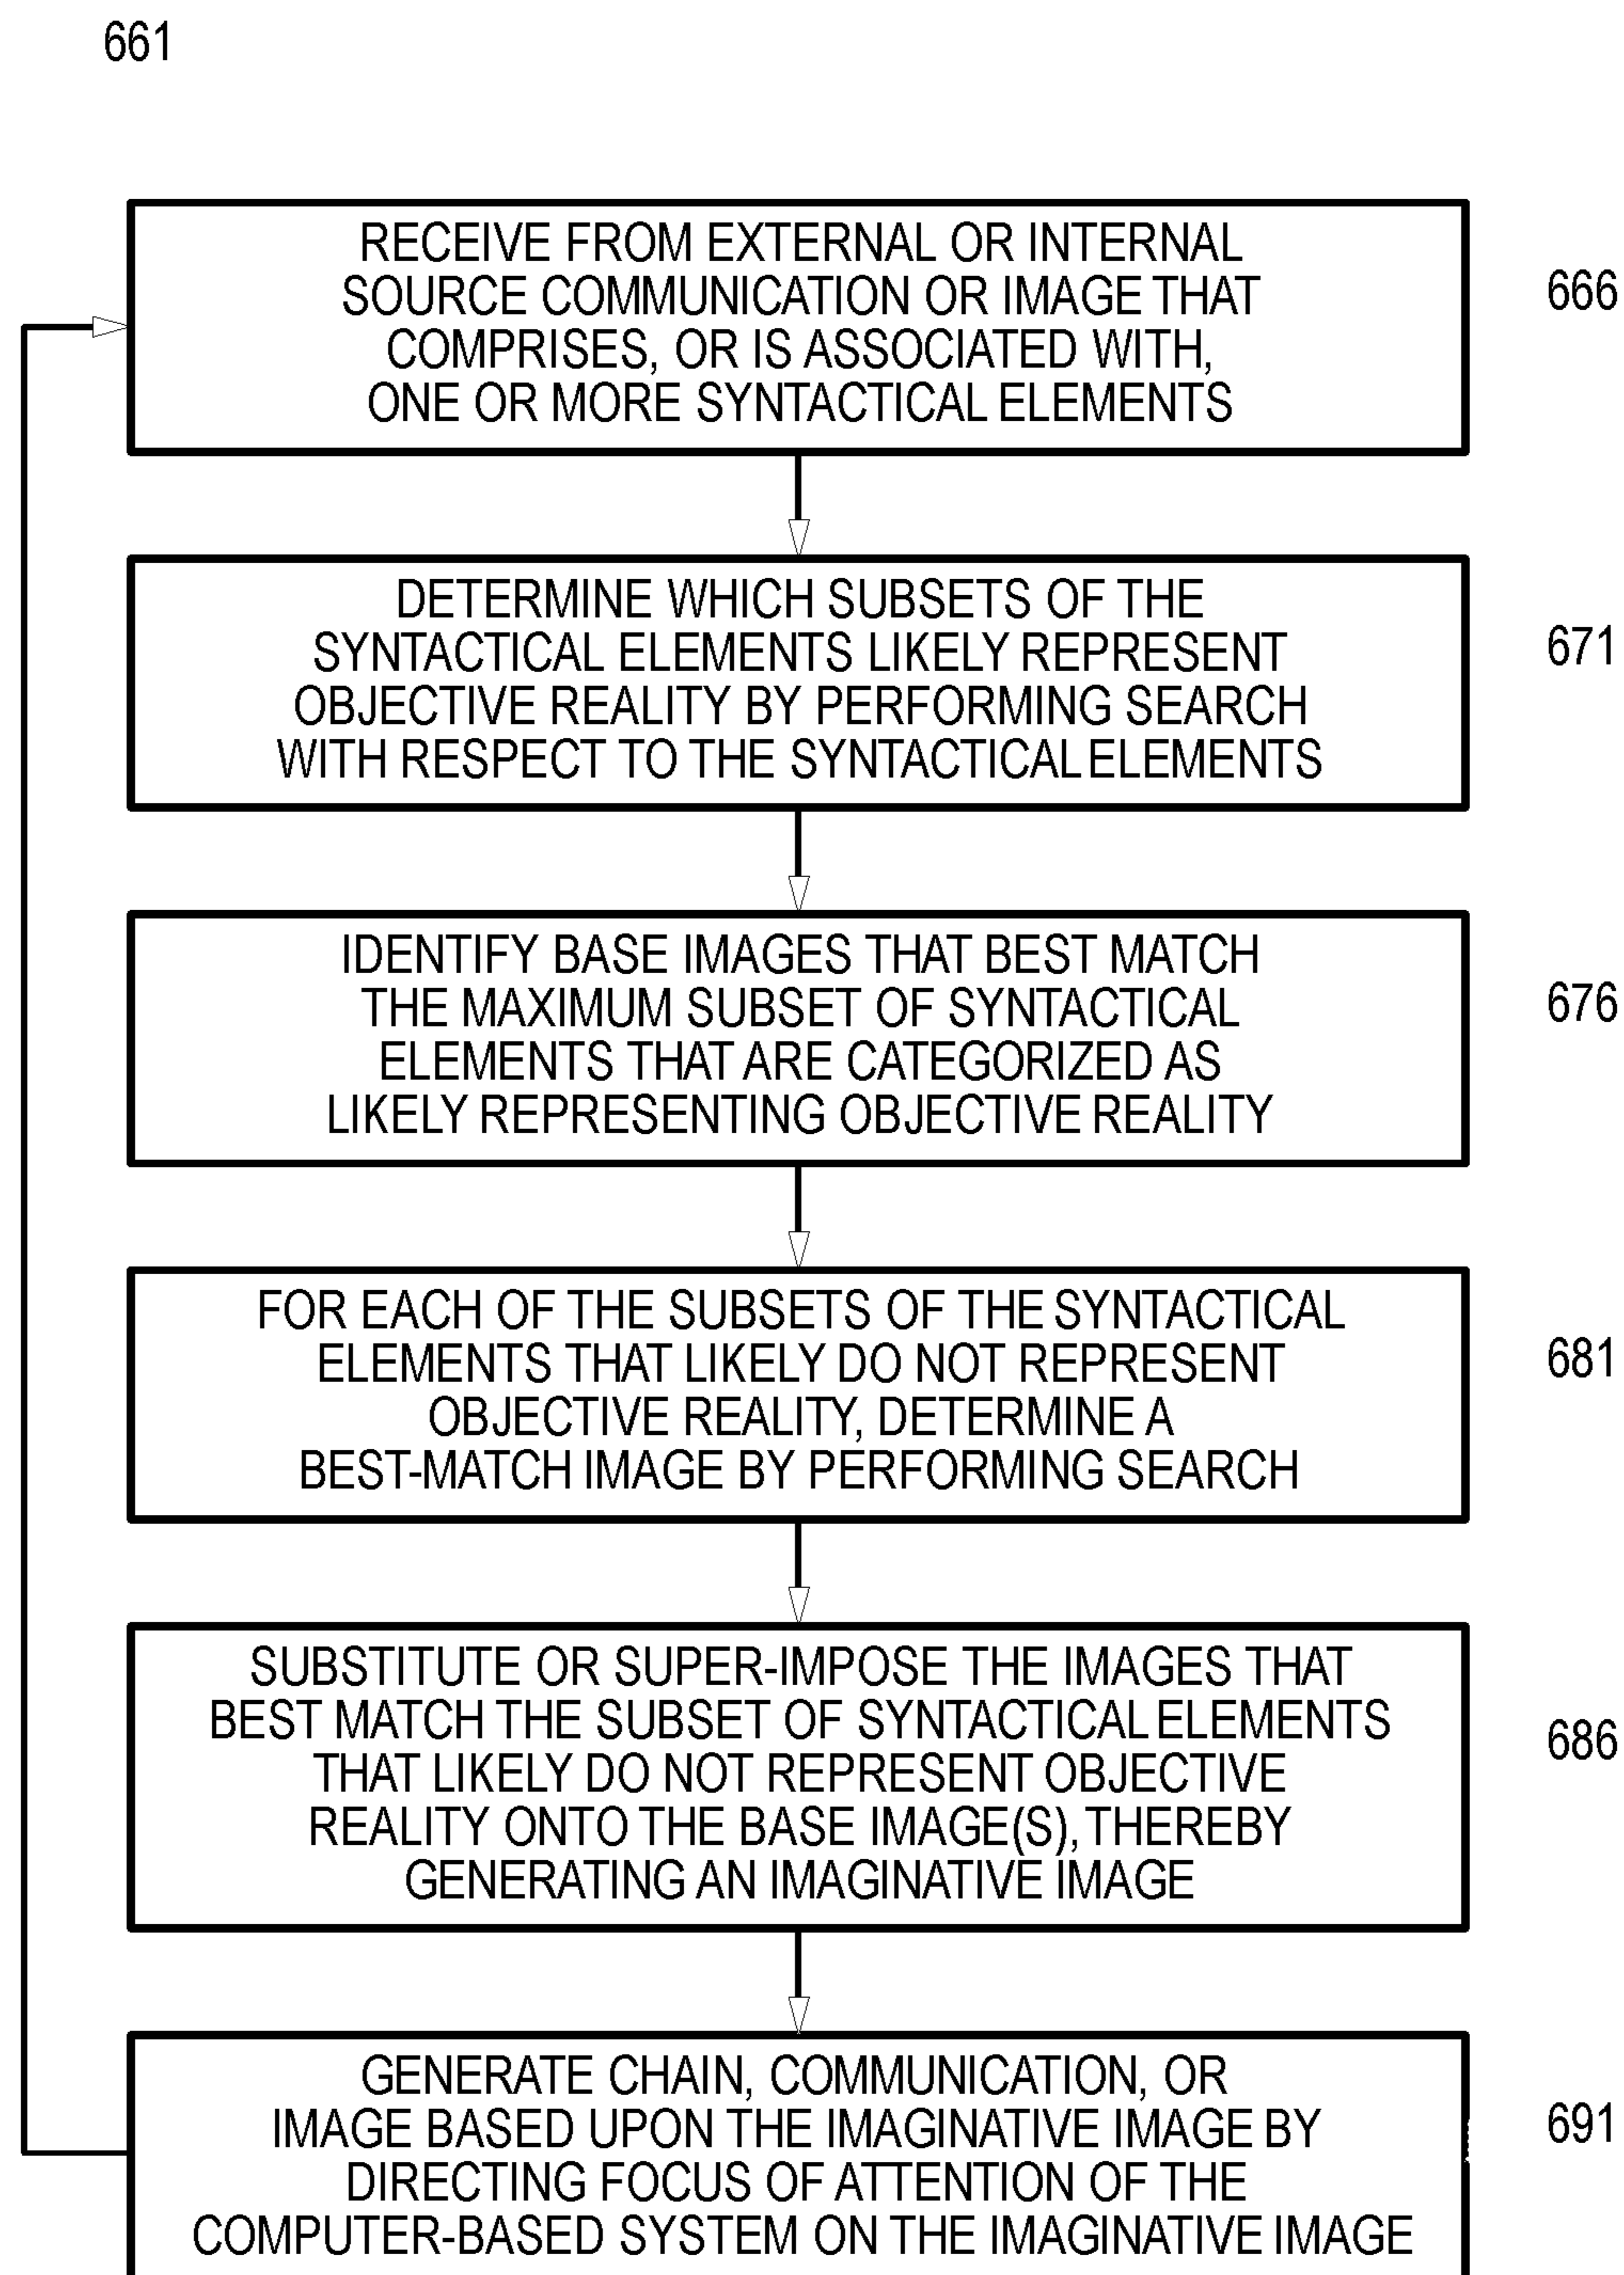 661
RECEIVE FROM EXTERNAL OR INTERNAL
SOURCE COMMUNICATION OR IMAGE THAT
COMPRISES, OR IS ASSOCIATED WITH,
ONE OR MORE SYNTACTICAL ELEMENTS
666
DETERMINE WHICH SUBSETS OF THE
SYNTACTICAL ELEMENTS LIKELY REPRESENT
OBJECTIVE REALITY BY PERFORMING SEARCH
WITH RESPECT TO THE SYNTACTICAL ELEMENTS
671
IDENTIFY BASE IMAGES THAT BEST MATCH
THE MAXIMUM SUBSET OF SYNTACTICAL
ELEMENTS THAT ARE CATEGORIZED AS
LIKELY REPRESENTING OBJECTIVE REALITY
676
FOR EACH OF THE SUBSETS OF THE SYNTACTICAL
ELEMENTS THAT LIKELY DO NOT REPRESENT
OBJECTIVE REALITY, DETERMINE A
BEST-MATCH IMAGE BY PERFORMING SEARCH
681
SUBSTITUTE OR SUPER-IMPOSE THE IMAGES THAT
BEST MATCH THE SUBSET OF SYNTACTICAL ELEMENTS
THAT LIKELY DO NOT REPRESENT OBJECTIVE
REALITY ONTO THE BASE IMAGE(S), THEREBY
GENERATING AN IMAGINATIVE IMAGE
686
GENERATE CHAIN, COMMUNICATION, OR
IMAGE BASED UPON THE IMAGINATIVE IMAGE BY
DIRECTING FOCUS OF ATTENTION OF THE
COMPUTER-BASED SYSTEM ON THE IMAGINATIVE IMAGE
691